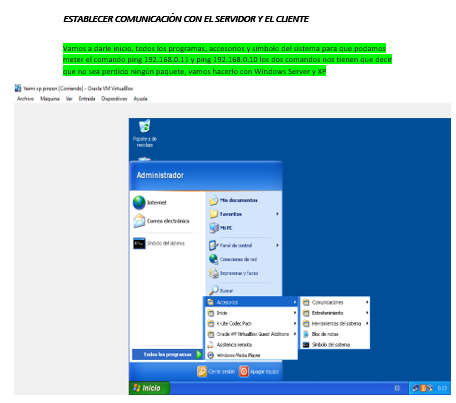 ESTABLECER COMUNICACIÓN CON EL SERVIDOR Y EL CLIENTE
Vamos a darle inicio, todos los programas, accesorios y símbolo del sistema para que podamos
meter el comando ping 192.168.0.11 y ping 192.168.0.10 los dos comandos nos tienen que decir
que no sea perdido ningún paquete, vamos hacerlo con Windows Server y XP
[Corriendo] - Oracle VM VirtualBox
Archivo Máquina Ver Entrada Dispositivos Ayuda
Papelera de
reciclaje
Administrador
Internet
Correo electrónico
Símbolo del sistema
Mis documentos
Favoritos
Mi PC
Panel de control
Conexiones de red
Impresoras y faxes
Buscar
Accesorios
Inicio
K-Lite Codec Pack
Oracle VM VirtualBox Guest Additions
Asistencia remota
Windows Media Player
Comunicaciones
Entretenimiento
Herramientas del sistema
Bloc de notas
Símbolo del sistema
Todos los programas
Cerrar sesión
Apagar equipo
Inicio
ES
0:23